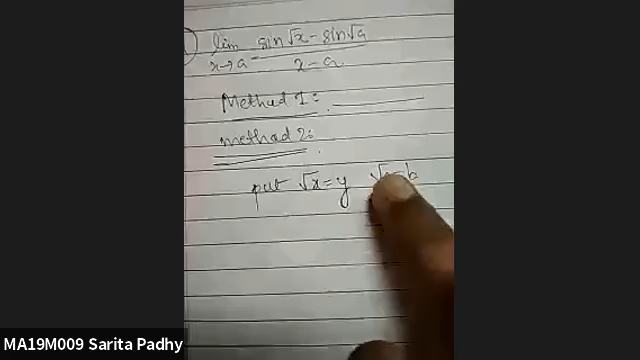 lim sin√x - sin√a
x→a x-a
Method 1:
method 2:
put √x = y
MA19M009 Sarita Padhy